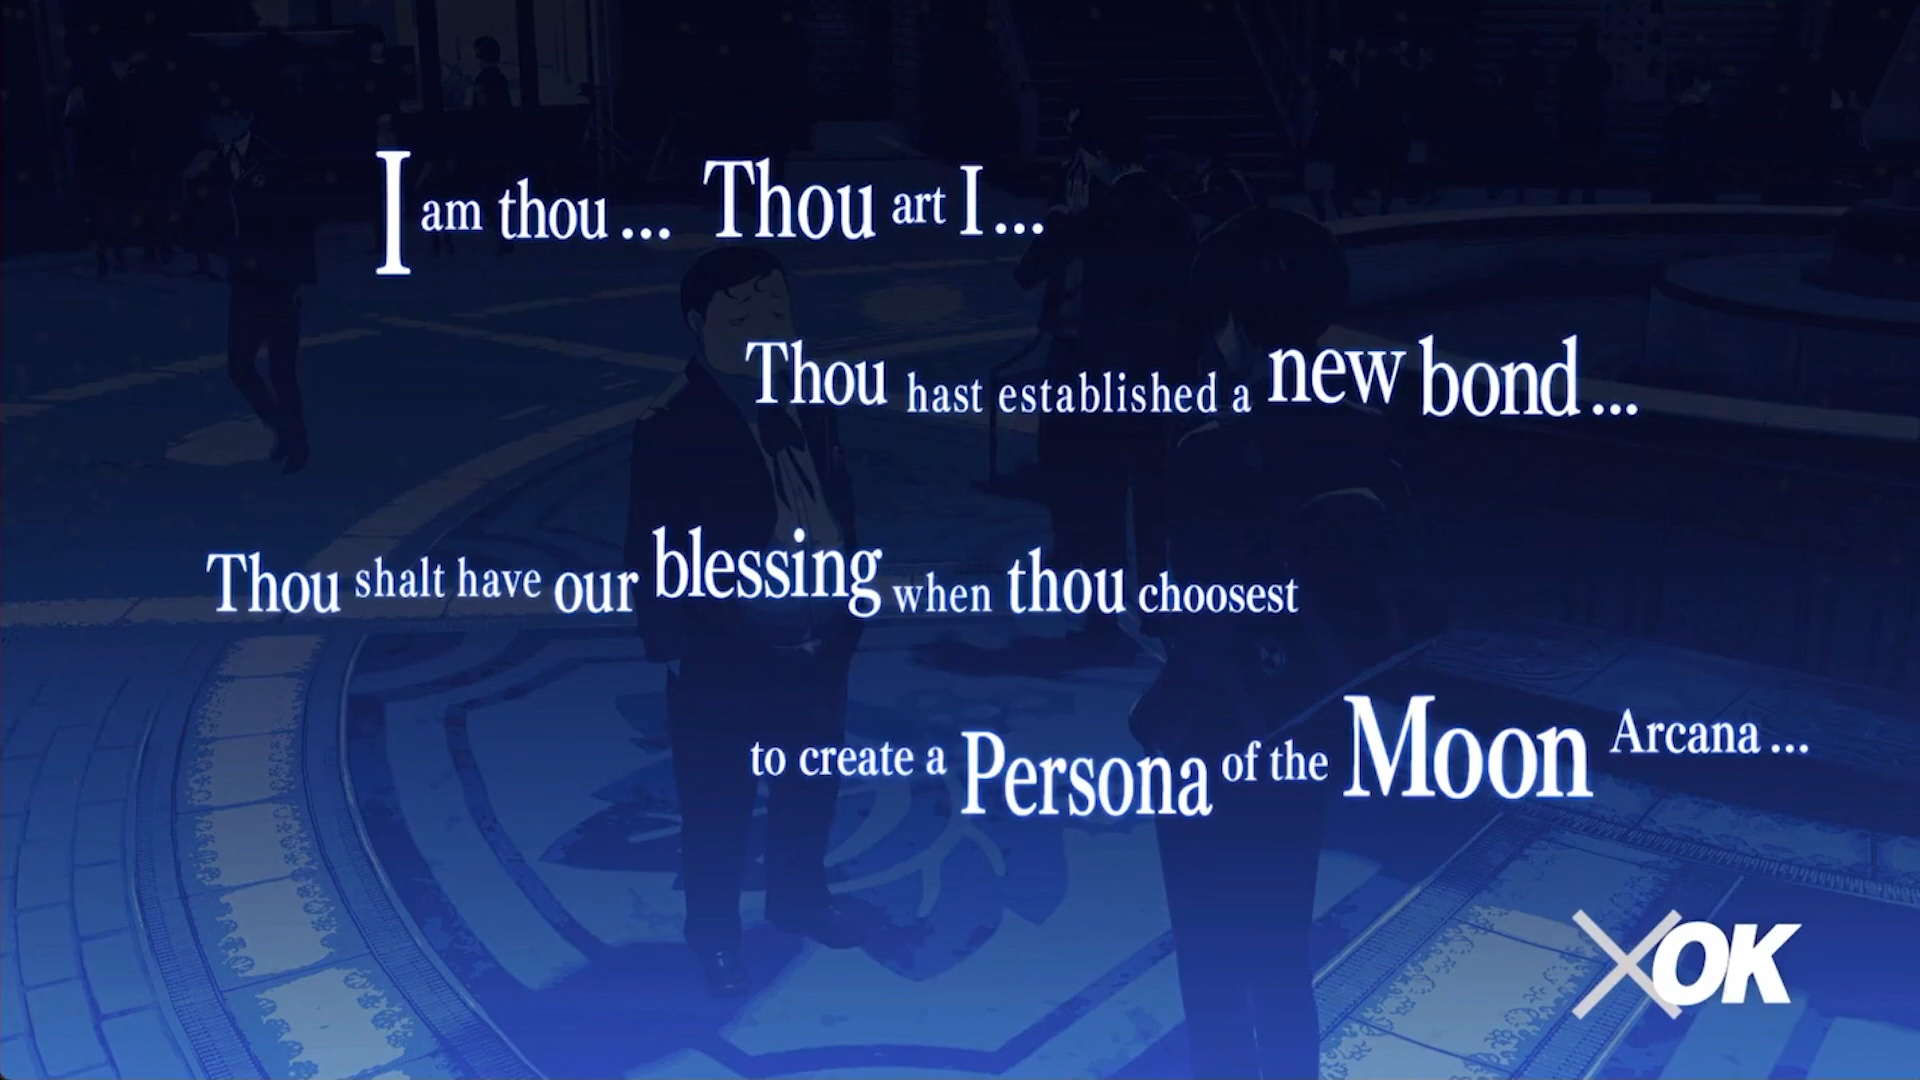 I am thou... Thou art I...
Thou hast established a new bond...
Thou shalt have our blessing when thou choosest
to create a Persona of the Moon Arcana...
OK